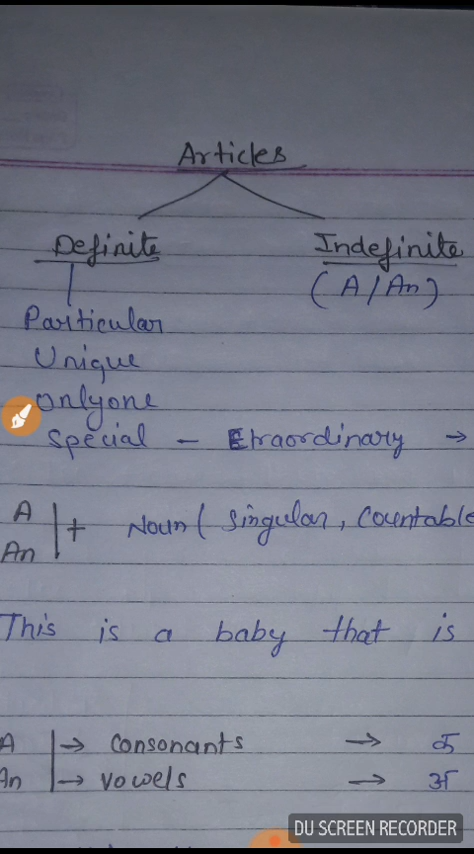 Articles
Definite Indefinite
(A/An)
Particular
Unique
Onlyone
Special - Etraordinary →
A
An + Noun ( Singular, Countable
This is a baby that is
A → Consonants → क
An → Vowels → अ
DU SCREEN RECORDER